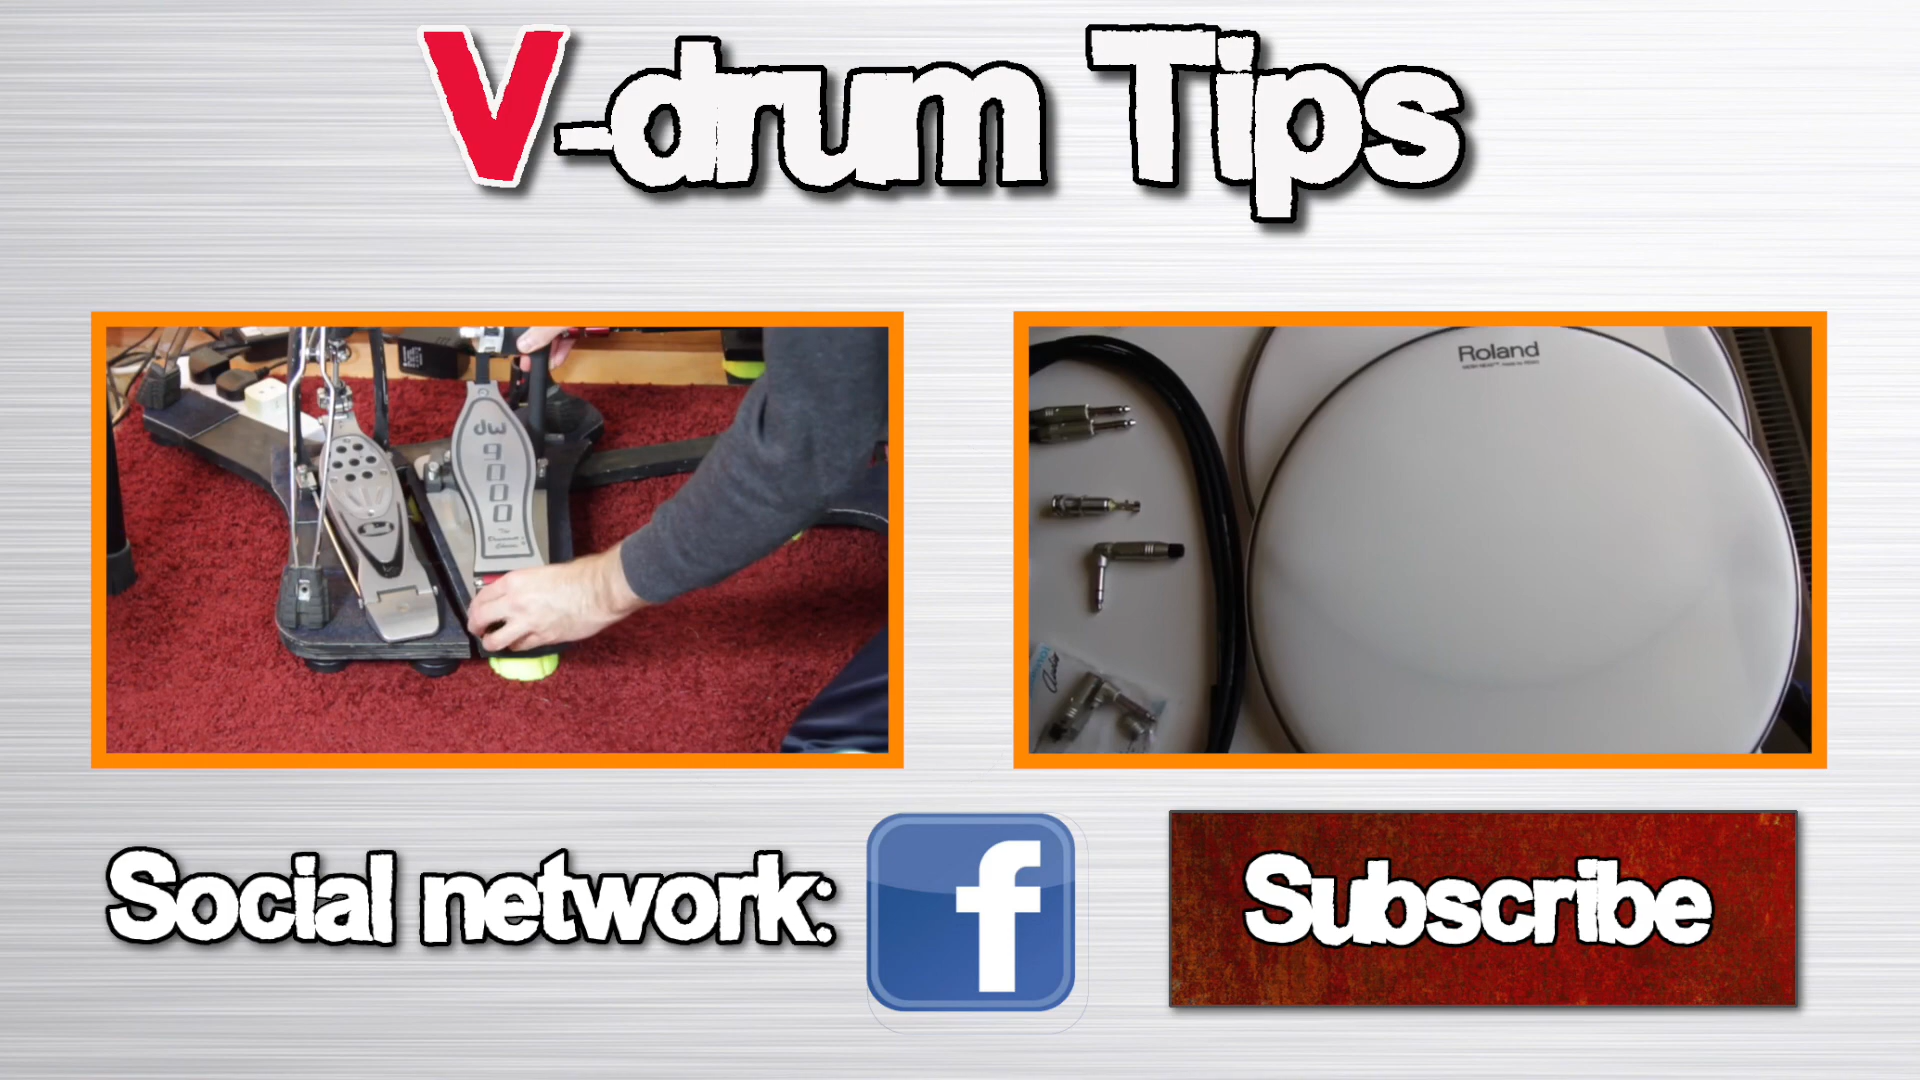 V-drum Tips
dw
9000
Roland
Social network:
f
Subscribe